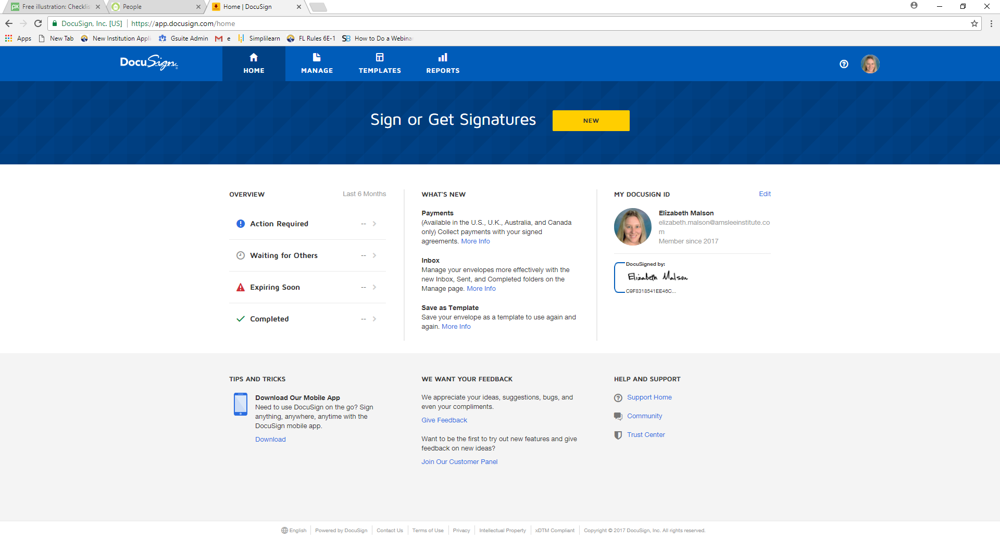 Free illustration: Checklis
People
Home | DocuSign
DocuSign, Inc. [US]
https://app.docusign.com/home
Apps
New Tab
New Institution Appli
Gsuite Admin
e
Simplilearn
FL Rules 6E-1
How to Do a Webinar
DocuSign
HOME
MANAGE
TEMPLATES
REPORTS
Sign or Get Signatures
NEW
OVERVIEW
Last 6 Months
Action Required
--
Waiting for Others
--
Expiring Soon
--
Completed
--
WHAT'S NEW
Payments
(Available in the U.S., U.K., Australia, and Canada
only) Collect payments with your signed
agreements. More Info
Inbox
Manage your envelopes more effectively with the
new Inbox, Sent, and Completed folders on the
Manage page. More Info
Save as Template
Save your envelope as a template to use again and
again. More Info
MY DOCUSIGN ID
Edit
Elizabeth Malson
elizabeth.malson@amsleeinstitute.co
m
Member since 2017
DocuSigned by:
Elizabeth Malson
C9F8318541EE46C...
TIPS AND TRICKS
Download Our Mobile App
Need to use DocuSign on the go? Sign
anything, anywhere, anytime with the
DocuSign mobile app.
Download
WE WANT YOUR FEEDBACK
We appreciate your ideas, suggestions, bugs, and
even your compliments.
Give Feedback
Want to be the first to try out new features and give
feedback on new ideas?
Join Our Customer Panel
HELP AND SUPPORT
Support Home
Community
Trust Center
English
Powered by DocuSign
Contact Us
Terms of Use
Privacy
Intellectual Property
xDTM Compliant
Copyright © 2017 DocuSign, Inc. All rights reserved.